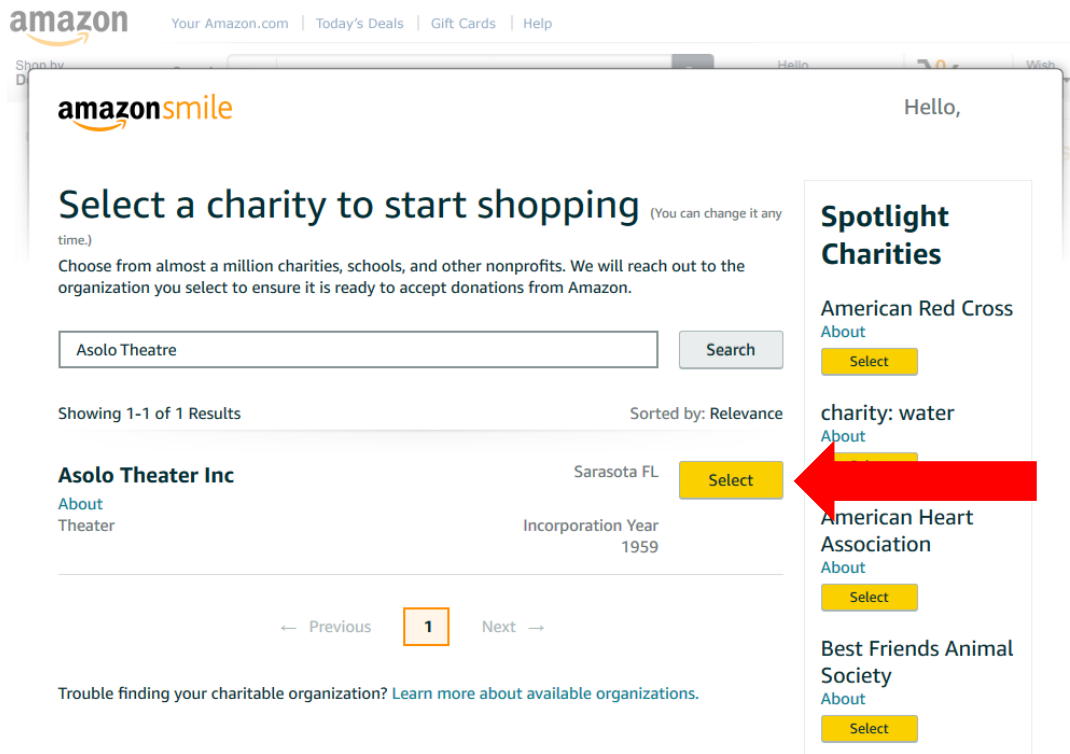 amazon
Your Amazon.com | Today's Deals | Gift Cards | Help
Shop by
Hello
Wish
amazonsmile
Hello,
Select a charity to start shopping (You can change it any
time.)
Choose from almost a million charities, schools, and other nonprofits. We will reach out to the
organization you select to ensure it is ready to accept donations from Amazon.
Asolo Theatre
Search
Showing 1-1 of 1 Results
Sorted by: Relevance
Asolo Theater Inc
Sarasota FL
Select
About
Theater
Incorporation Year
1959
← Previous
1
Next →
Trouble finding your charitable organization? Learn more about available organizations.
Spotlight
Charities
American Red Cross
About
Select
charity: water
About
American Heart
Association
About
Select
Best Friends Animal
Society
About
Select